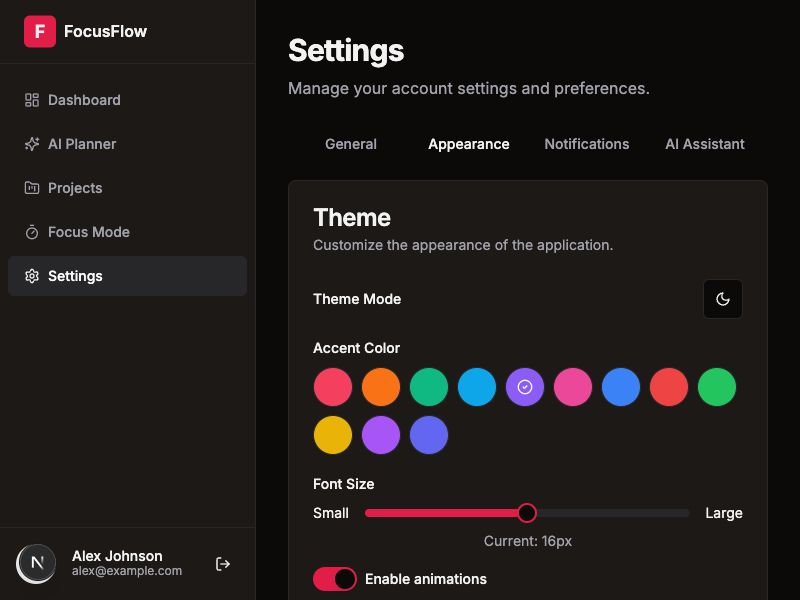 F FocusFlow
Dashboard
AI Planner
Projects
Focus Mode
Settings
N
Alex Johnson
alex@example.com
Settings
Manage your account settings and preferences.
General Appearance Notifications AI Assistant
Theme
Customize the appearance of the application.
Theme Mode
Accent Color
Font Size
Small Large
Current: 16px
Enable animations